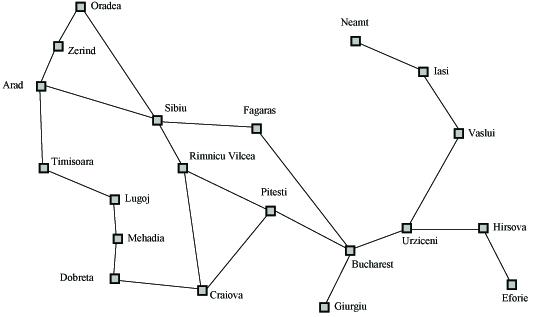 Oradea
Neamt
Zerind
Iasi
Arad
Sibiu
Fagaras
Vaslui
Rimnicu Vilcea
Timisoara
Pitesti
Lugoj
Hirsova
Urziceni
Mehadia
Bucharest
Dobreta
Craiova
Eforie
Giurgiu